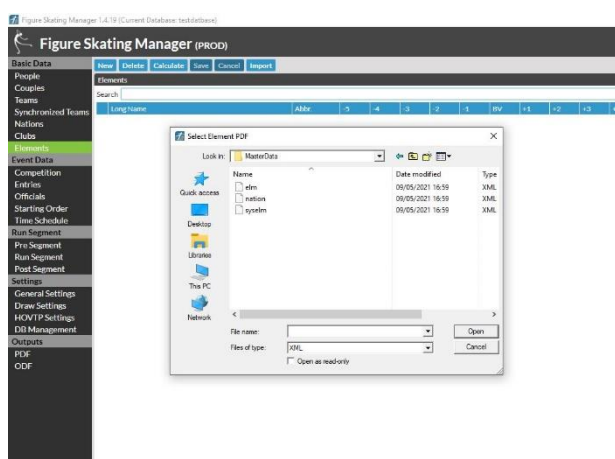 Figure Skating Manager 1.4.19 (Current Database: testdatbase)
Figure Skating Manager (PROD)
Basic Data
People
Couples
Teams
Synchronized Teams
Nations
Clubs
Elements
Event Data
Competition
Entries
Officials
Starting Order
Time Schedule
Run Segment
Pre Segment
Run Segment
Post Segment
Settings
General Settings
Draw Settings
HOVTP Settings
DB Management
Outputs
PDF
ODF
New Delete Calculate Save Cancel Import
Elements
Search
Long Name Abbr. -5 -4 -3 -2 -1 BV +1 +2 +3
Select Element PDF
Look in: MasterData
Quick access
Desktop
Libraries
This PC
Network
Name Date modified Type
elm 09/05/2021 16:59 XML
nation 09/05/2021 16:59 XML
syselm 09/05/2021 16:59 XML
File name: Open
Files of type: XML Cancel
Open as read-only